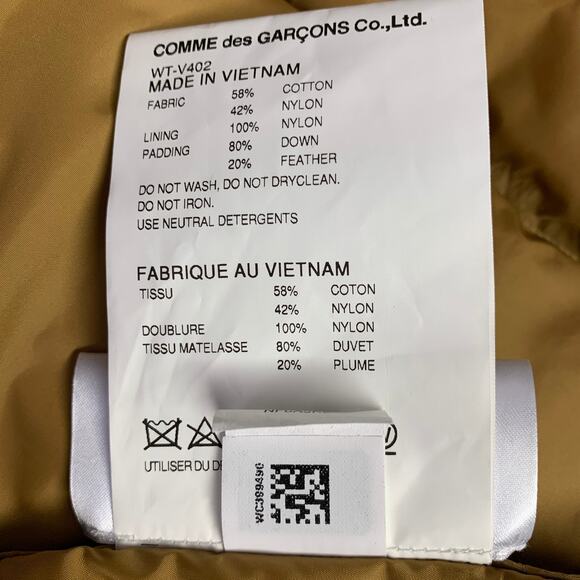 COMME des GARÇONS Co.,Ltd.
WT-V402
MADE IN VIETNAM
FABRIC 58% COTTON
42% NYLON
LINING 100% NYLON
PADDING 80% DOWN
20% FEATHER
DO NOT WASH, DO NOT DRYCLEAN.
DO NOT IRON.
USE NEUTRAL DETERGENTS
FABRIQUE AU VIETNAM
TISSU 58% COTON
42% NYLON
DOUBLURE 100% NYLON
TISSU MATELASSE 80% DUVET
20% PLUME
UTILISER DU
WC399490